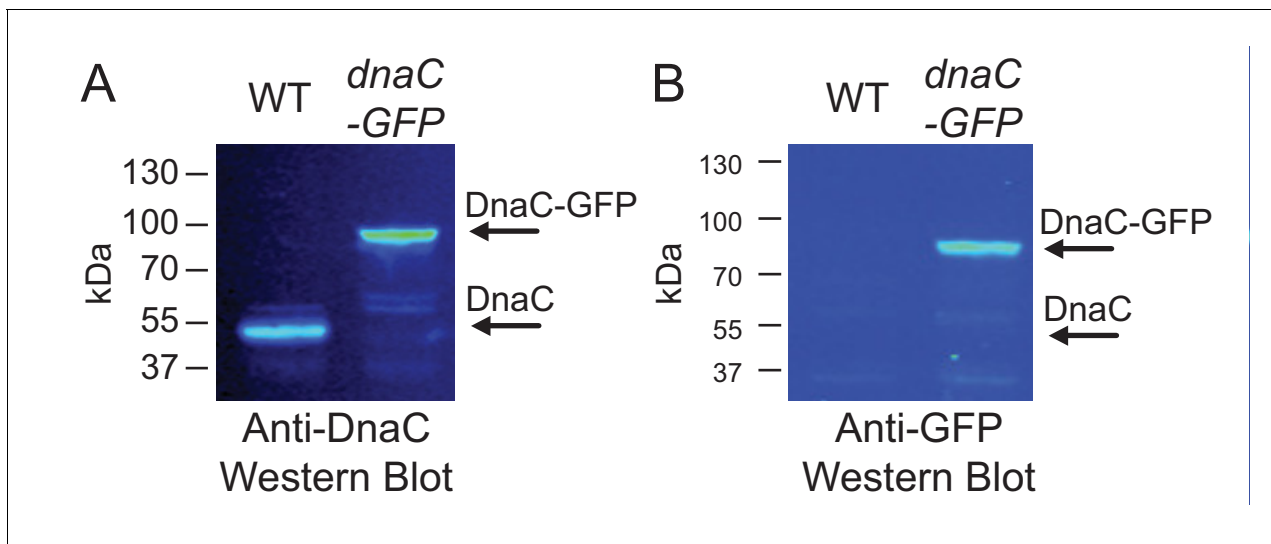 A
WT
dnaC
-GFP
130
100
70
55
37
kDa
DnaC-GFP
DnaC
Anti-DnaC
Western Blot
B
WT
dnaC
-GFP
130
100
70
55
37
kDa
DnaC-GFP
DnaC
Anti-GFP
Western Blot